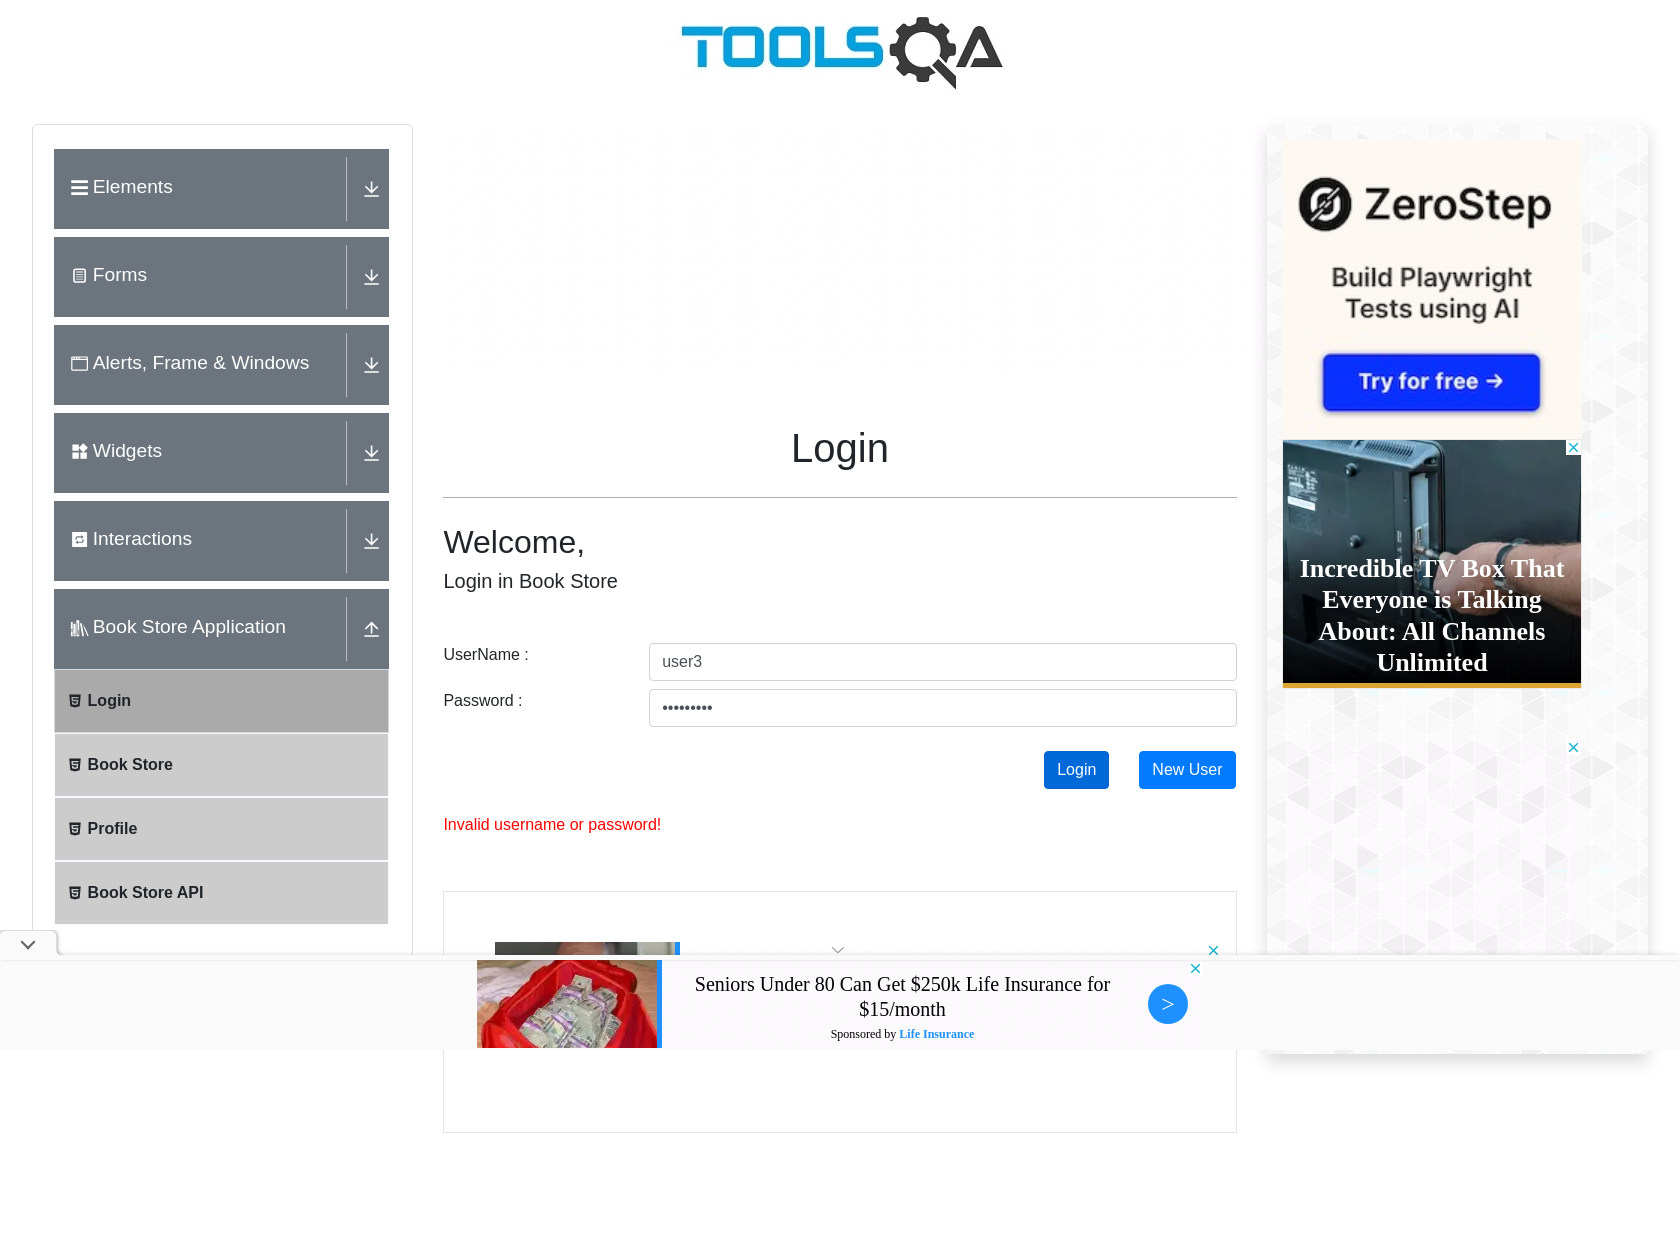 TOOLSQA
Elements
Forms
Alerts, Frame & Windows
Widgets
Interactions
Book Store Application
Login
Book Store
Profile
Book Store API
Login
Welcome,
Login in Book Store
UserName :
user3
Password :
•••••••••
Login
New User
Invalid username or password!
ZeroStep
Build Playwright
Tests using AI
Try for free →
Incredible TV Box That
Everyone is Talking
About: All Channels
Unlimited
Seniors Under 80 Can Get $250k Life Insurance for
$15/month
Sponsored by Life Insurance
>